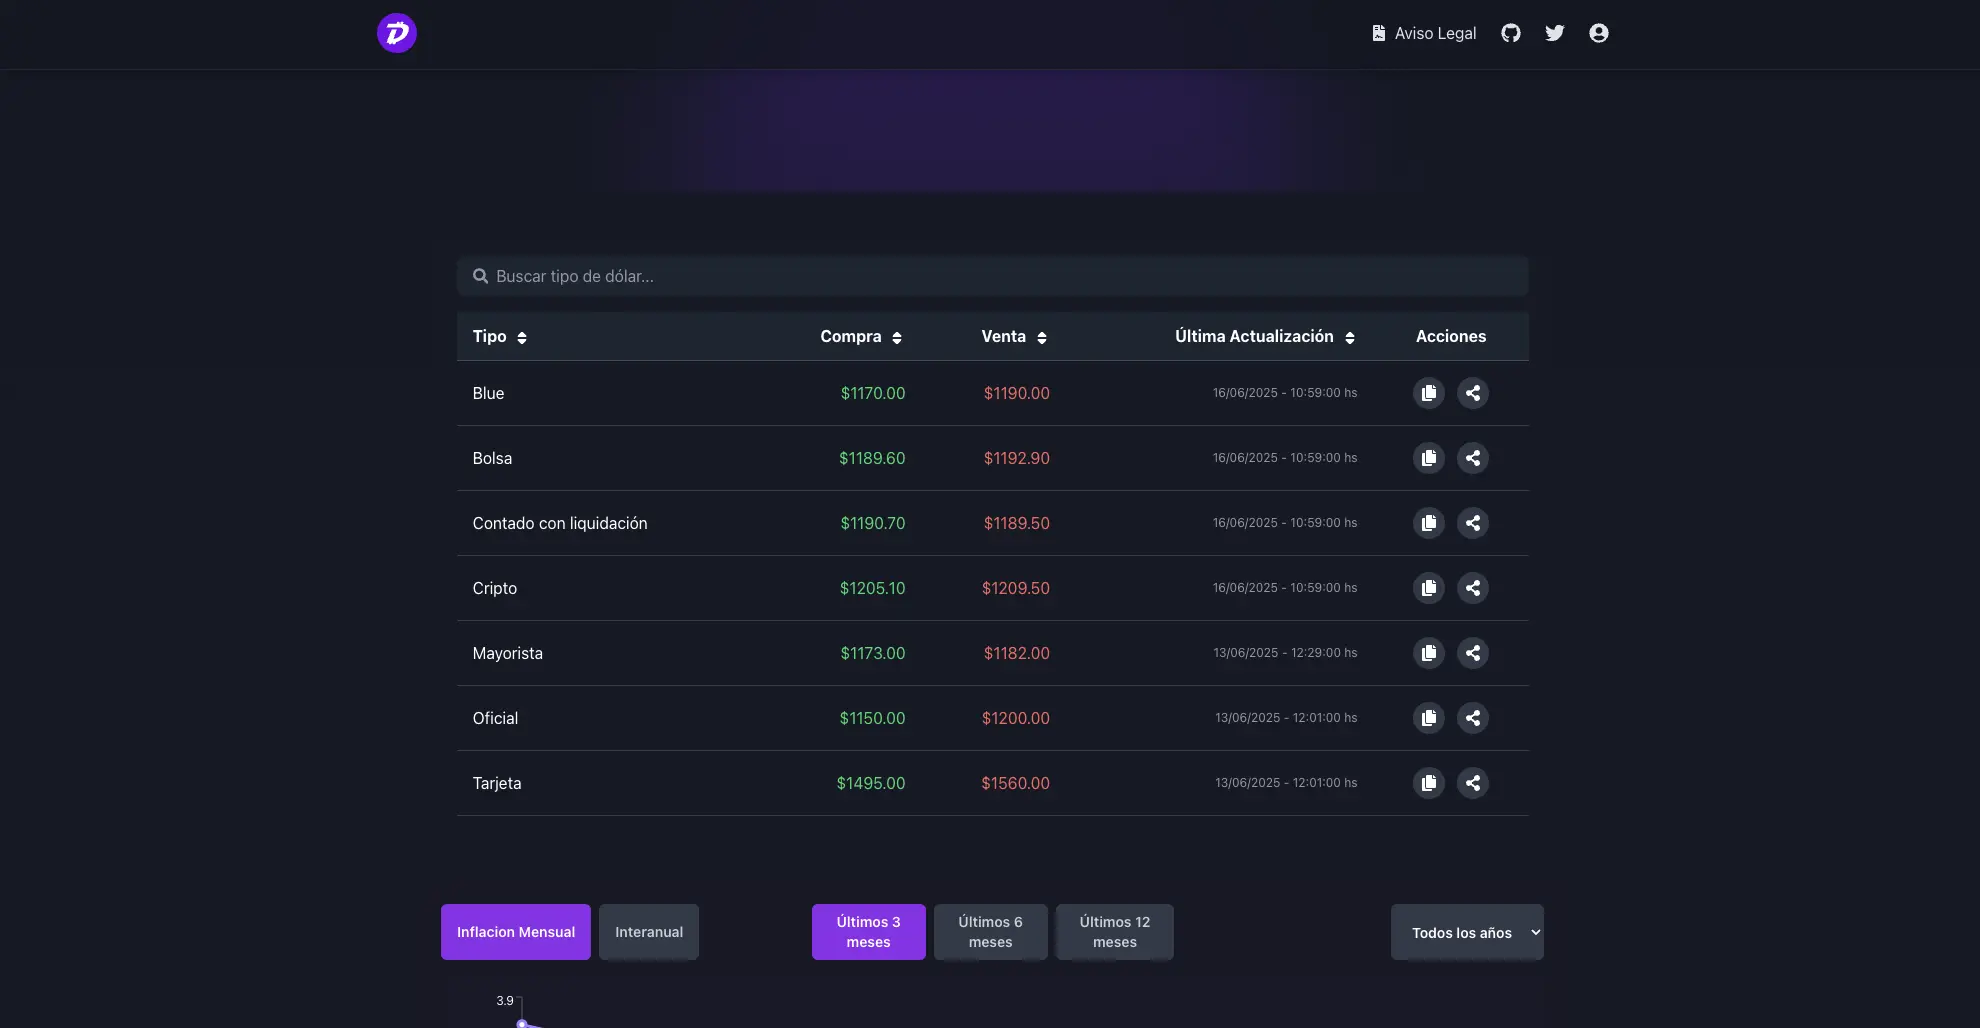 Aviso Legal
Buscar tipo de dólar...
Tipo Compra Venta Última Actualización Acciones
Blue $1170.00 $1190.00 16/06/2025 - 10:59:00 hs
Bolsa $1189.60 $1192.90 16/06/2025 - 10:59:00 hs
Contado con liquidación $1190.70 $1189.50 16/06/2025 - 10:59:00 hs
Cripto $1205.10 $1209.50 16/06/2025 - 10:59:00 hs
Mayorista $1173.00 $1182.00 13/06/2025 - 12:29:00 hs
Oficial $1150.00 $1200.00 13/06/2025 - 12:01:00 hs
Tarjeta $1495.00 $1560.00 13/06/2025 - 12:01:00 hs
Inflacion Mensual
Interanual
Últimos 3
meses
Últimos 6
meses
Últimos 12
meses
Todos los años
3.9